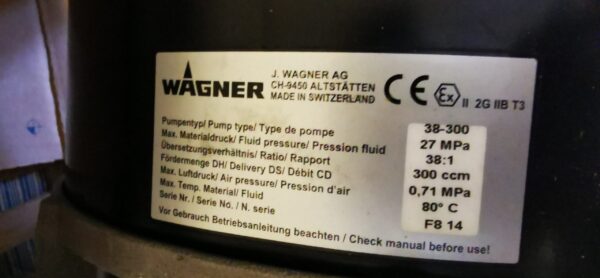 WAGNER
J. WAGNER AG
CH-9450 ALTSTÄTTEN
MADE IN SWITZERLAND
CE Ex II 2G IIB T3
Pumpentyp/ Pump type/ Type de pompe 38-300
Max. Materialdruck/ Fluid pressure/ Pression fluid 27 MPa
Übersetzungsverhältnis/ Ratio/ Rapport 38:1
Fördermenge DH/ Delivery DS/ Débit CD 300 ccm
Max. Luftdruck/ Air pressure/ Pression d'air 0,71 MPa
Max. Temp. Material/ Fluid 80° C
Serie Nr./ Serie No./ N. serie F8 14
Vor Gebrauch Betriebsanleitung beachten / Check manual before use!